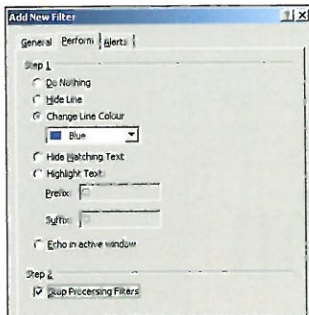 Add New Filter
General Perform Alerts
Step 1
Do Nothing
Hide Line
Change Line Colour
Blue
Hide Matching Text
Highlight Text:
Prefix:
Suffix:
Echo in active window
Step 2
Stop Processing Filters